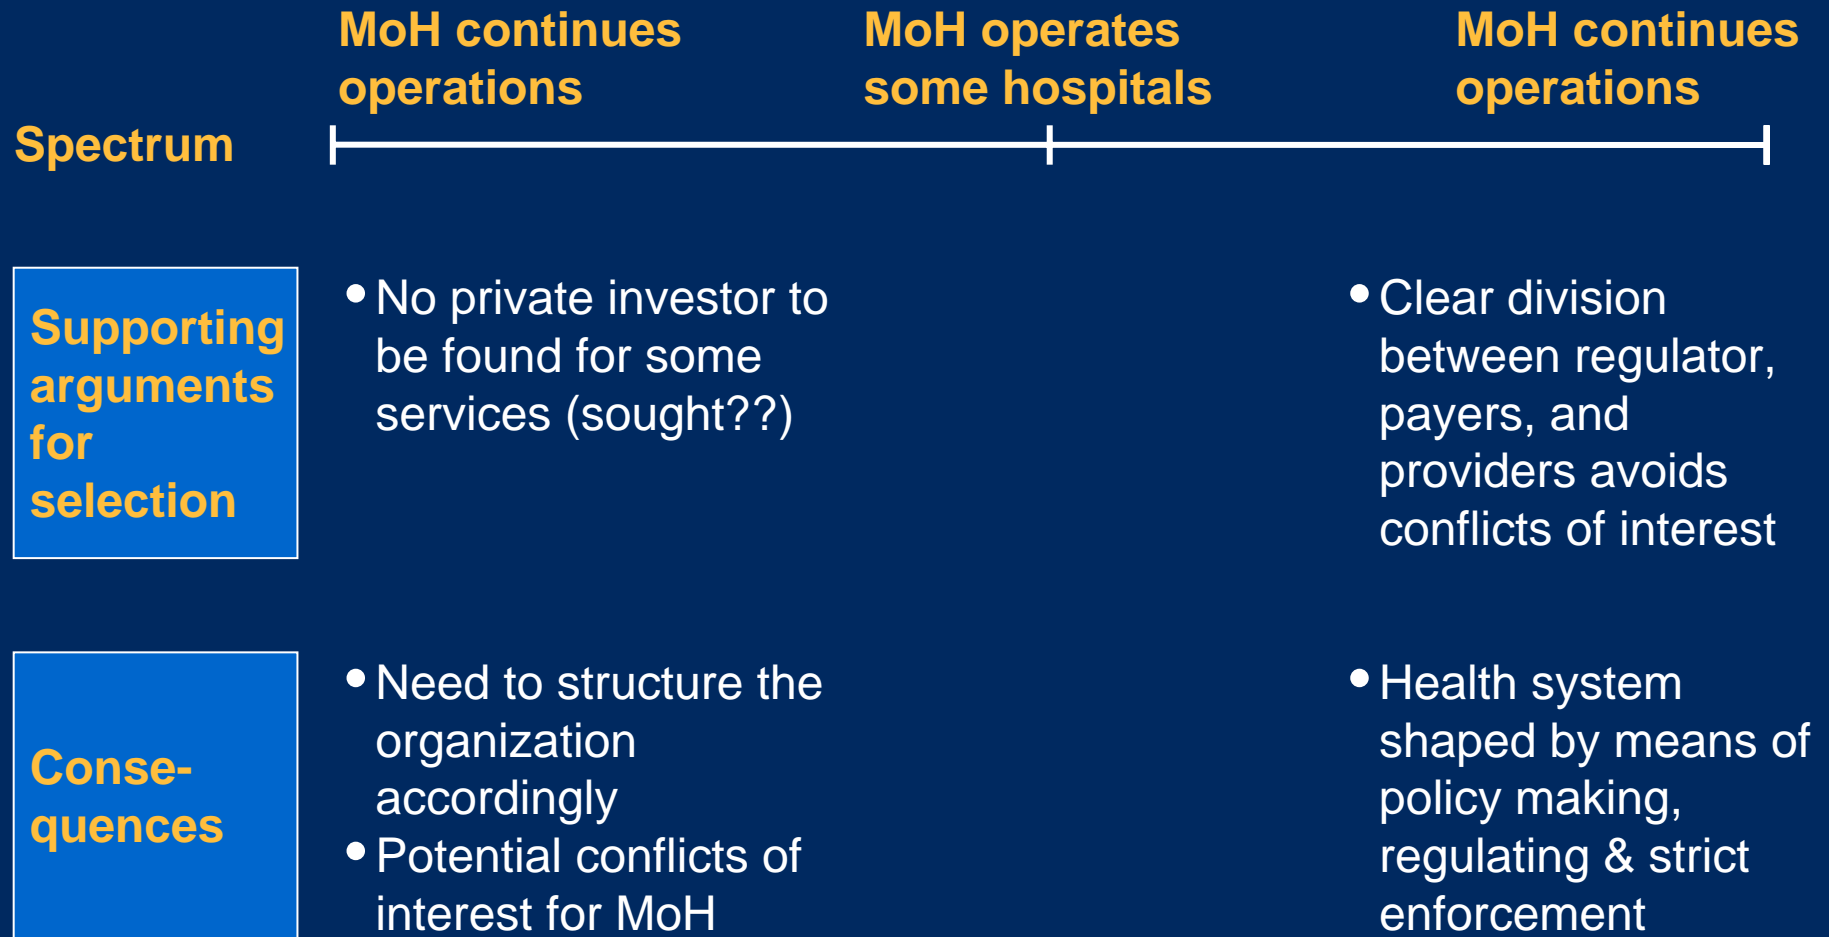 MoH continues
operations
MoH operates
some hospitals
MoH continues
operations
Spectrum
Supporting
arguments
for
selection
• No private investor to
be found for some
services (sought??)
• Clear division
between regulator,
payers, and
providers avoids
conflicts of interest
Conse-
quences
• Need to structure the
organization
accordingly
• Potential conflicts of
interest for MoH
• Health system
shaped by means of
policy making,
regulating & strict
enforcement